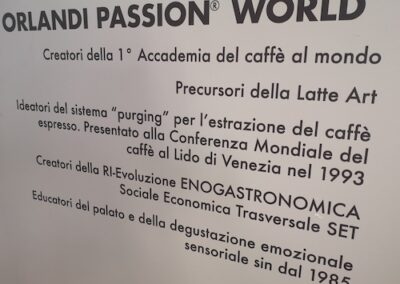 ORLANDI PASSION® WORLD
Creatori della 1° Accademia del caffè al mondo
Precursori della Latte Art
Ideatori del sistema “purging” per l’estrazione del caffè
espresso. Presentato alla Conferenza Mondiale del
caffè al Lido di Venezia nel 1993
Creatori della RI-Evoluzione ENOGASTRONOMICA
Sociale Economica Trasversale SET
Educatori del palato e della degustazione emozionale
sensoriale sin dal 1985